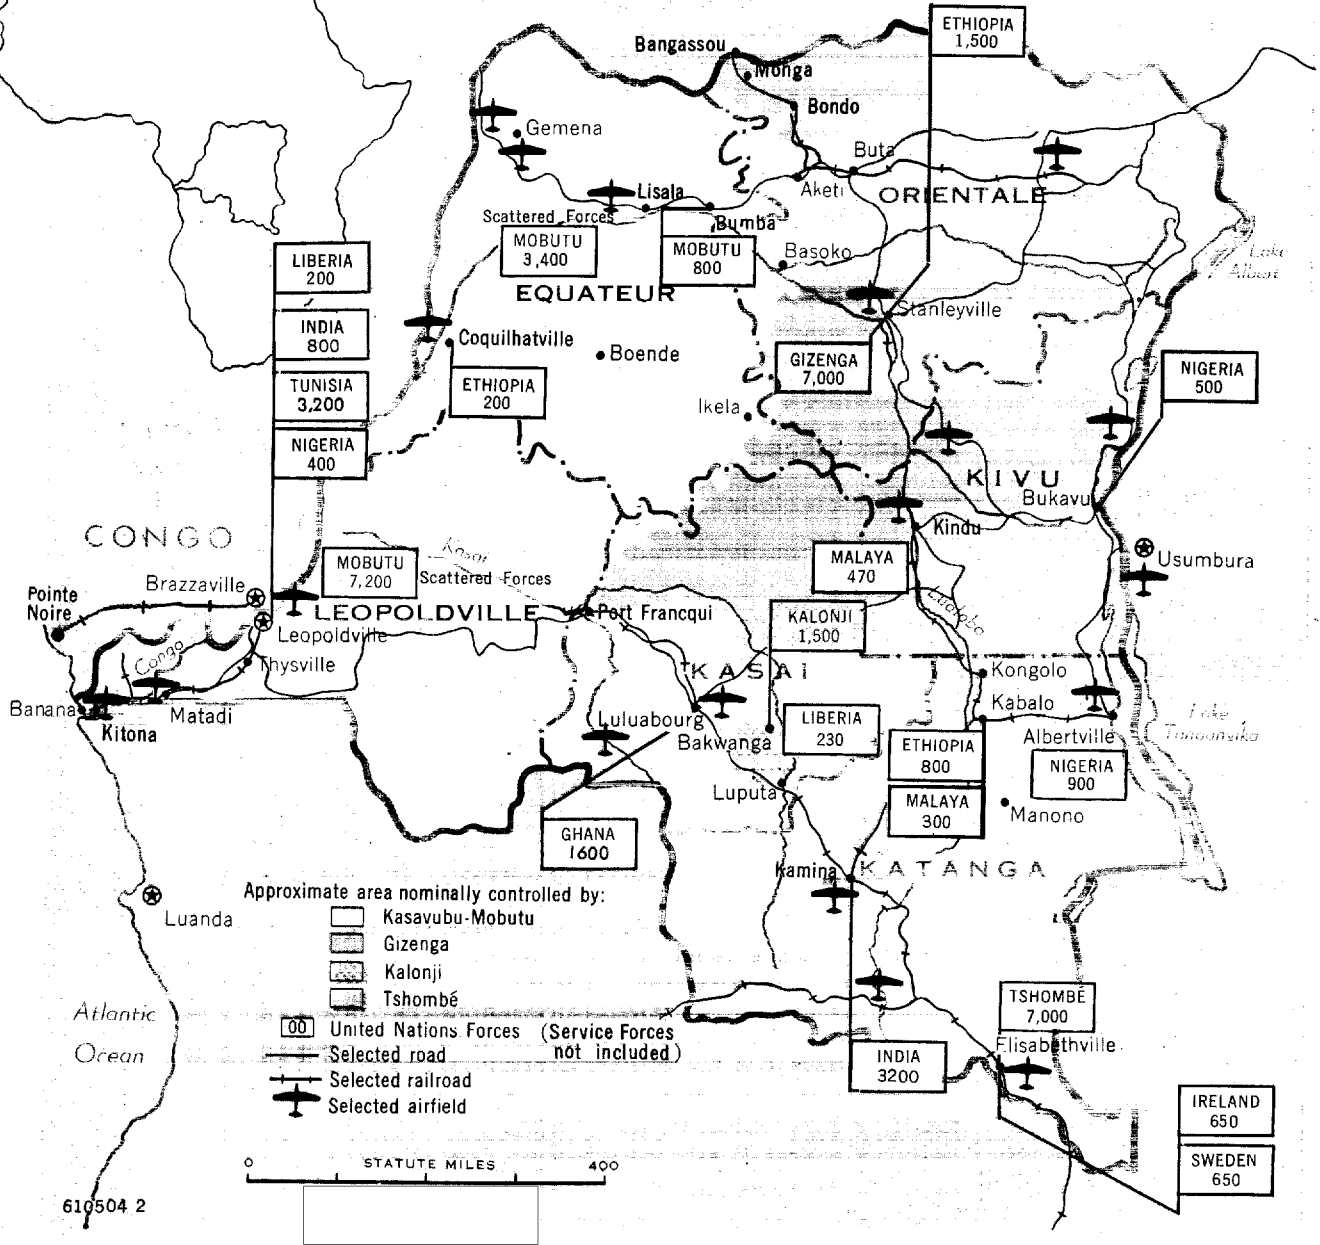 ETHIOPIA
1,500
Bangassou
Monga
Bondo
Gemena
Buta
Aketi
ORIENTALE
Lisala
Bumba
Scattered Forces
MOBUTU
3,400
MOBUTU
800
Basoko
Lake
Albert
EQUATEUR
LIBERIA
200
INDIA
800
TUNISIA
3,200
NIGERIA
400
Stanleyville
Coquilhatville
Boende
GIZENGA
7,000
NIGERIA
500
ETHIOPIA
200
Ikela
KIVU
Bukavu
Kindu
CONGO
Kasai
Usumbura
MALAYA
470
MOBUTU
7,200
Scattered Forces
Brazzaville
Pointe
Noire
LEOPOLDVILLE
Port Francqui
Lualaba
KALONJI
1,500
Leopoldville
Congo
Thysville
KASAI
Kongolo
Banana
Matadi
Kitona
Luluabourg
Bakwanga
LIBERIA
230
Kabalo
Albertville
Lake
Tanganyika
ETHIOPIA
800
NIGERIA
900
Luputa
MALAYA
300
Manono
GHANA
1600
Kamina
KATANGA
Luanda
Approximate area nominally controlled by:
Kasavubu-Mobutu
Gizenga
Kalonji
Tshombé
00 United Nations Forces (Service Forces
not included)
Selected road
Selected railroad
Selected airfield
Atlantic
Ocean
TSHOMBÉ
7,000
Elisabethville
INDIA
3200
IRELAND
650
SWEDEN
650
0 STATUTE MILES 400
610504 2